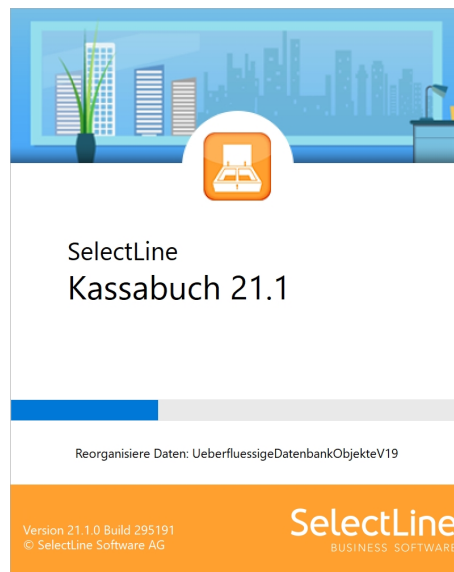 SelectLine
Kassabuch 21.1
Reorganisiere Daten: UeberfluessigeDatenbankObjekteV19
Version 21.1.0 Build 295191
© SelectLine Software AG
SelectLine
BUSINESS SOFTWARE